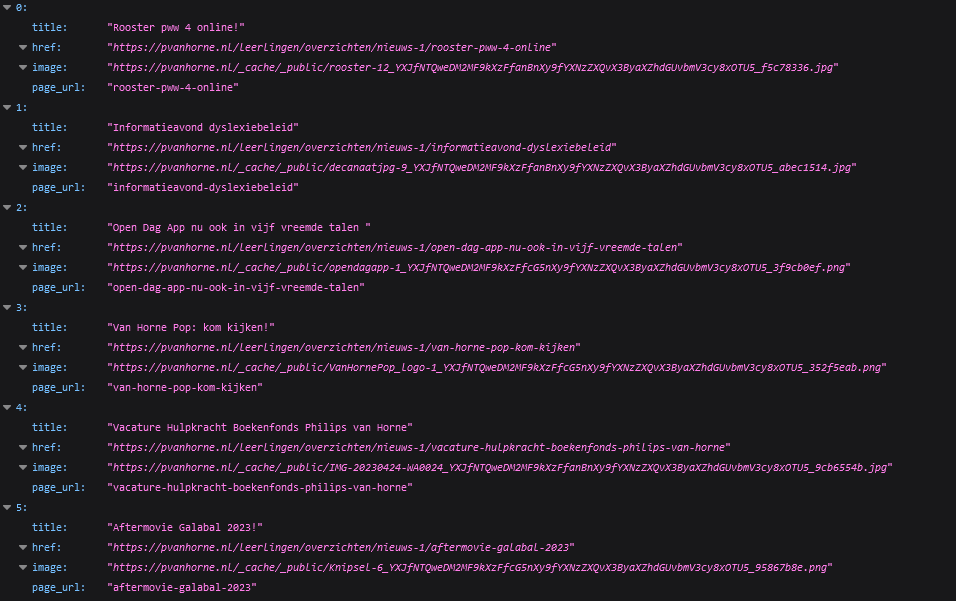 0:
title: "Rooster pww 4 online!"
href: "https://pvanhorne.nl/leerlingen/overzichten/nieuws-1/rooster-pww-4-online"
image: "https://pvanhorne.nl/_cache/_public/rooster-12_YXJfNTQweDM2MF9kXzFfanBnXy9fYXNzZXQvX3ByaXZhdGUvbmV3cy8xOTU5_f5c78336.jpg"
page_url: "rooster-pww-4-online"
1:
title: "Informatieavond dyslexiebeleid"
href: "https://pvanhorne.nl/leerlingen/overzichten/nieuws-1/informatieavond-dyslexiebeleid"
image: "https://pvanhorne.nl/_cache/_public/decanaatjpg-9_YXJfNTQweDM2MF9kXzFfanBnXy9fYXNzZXQvX3ByaXZhdGUvbmV3cy8xOTU5_abec1514.jpg"
page_url: "informatieavond-dyslexiebeleid"
2:
title: "Open Dag App nu ook in vijf vreemde talen "
href: "https://pvanhorne.nl/leerlingen/overzichten/nieuws-1/open-dag-app-nu-ook-in-vijf-vreemde-talen"
image: "https://pvanhorne.nl/_cache/_public/opendagapp-1_YXJfNTQweDM2MF9kXzFfcG5nXy9fYXNzZXQvX3ByaXZhdGUvbmV3cy8xOTU5_3f9cb0ef.png"
page_url: "open-dag-app-nu-ook-in-vijf-vreemde-talen"
3:
title: "Van Horne Pop: kom kijken!"
href: "https://pvanhorne.nl/leerlingen/overzichten/nieuws-1/van-horne-pop-kom-kijken"
image: "https://pvanhorne.nl/_cache/_public/VanHornePop_logo-1_YXJfNTQweDM2MF9kXzFfcG5nXy9fYXNzZXQvX3ByaXZhdGUvbmV3cy8xOTU5_352f5eab.png"
page_url: "van-horne-pop-kom-kijken"
4:
title: "Vacature Hulpkracht Boekenfonds Philips van Horne"
href: "https://pvanhorne.nl/leerlingen/overzichten/nieuws-1/vacature-hulpkracht-boekenfonds-philips-van-horne"
image: "https://pvanhorne.nl/_cache/_public/IMG-20230424-WA0024_YXJfNTQweDM2MF9kXzFfanBnXy9fYXNzZXQvX3ByaXZhdGUvbmV3cy8xOTU5_9cb6554b.jpg"
page_url: "vacature-hulpkracht-boekenfonds-philips-van-horne"
5:
title: "Aftermovie Galabal 2023!"
href: "https://pvanhorne.nl/leerlingen/overzichten/nieuws-1/aftermovie-galabal-2023"
image: "https://pvanhorne.nl/_cache/_public/Knipsel-6_YXJfNTQweDM2MF9kXzFfcG5nXy9fYXNzZXQvX3ByaXZhdGUvbmV3cy8xOTU5_95867b8e.png"
page_url: "aftermovie-galabal-2023"